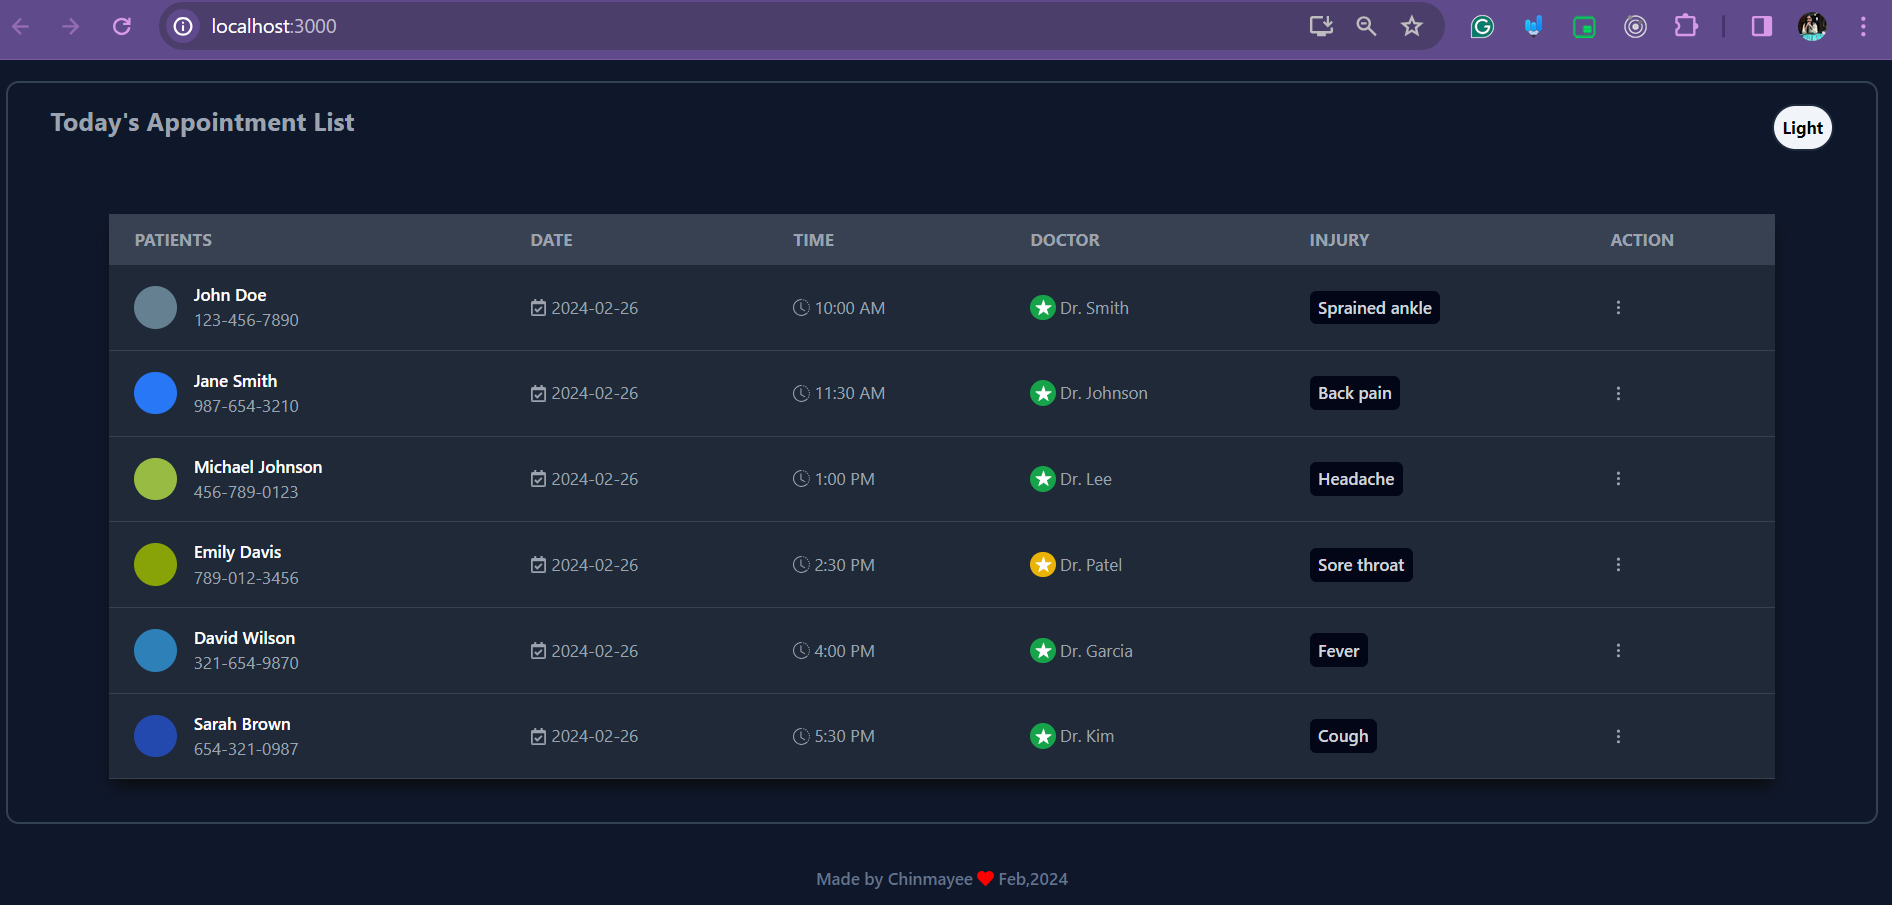 localhost:3000
Today's Appointment List
Light
PATIENTS DATE TIME DOCTOR INJURY ACTION
John Doe
123-456-7890 2024-02-26 10:00 AM Dr. Smith Sprained ankle
Jane Smith
987-654-3210 2024-02-26 11:30 AM Dr. Johnson Back pain
Michael Johnson
456-789-0123 2024-02-26 1:00 PM Dr. Lee Headache
Emily Davis
789-012-3456 2024-02-26 2:30 PM Dr. Patel Sore throat
David Wilson
321-654-9870 2024-02-26 4:00 PM Dr. Garcia Fever
Sarah Brown
654-321-0987 2024-02-26 5:30 PM Dr. Kim Cough
Made by Chinmayee ❤ Feb,2024